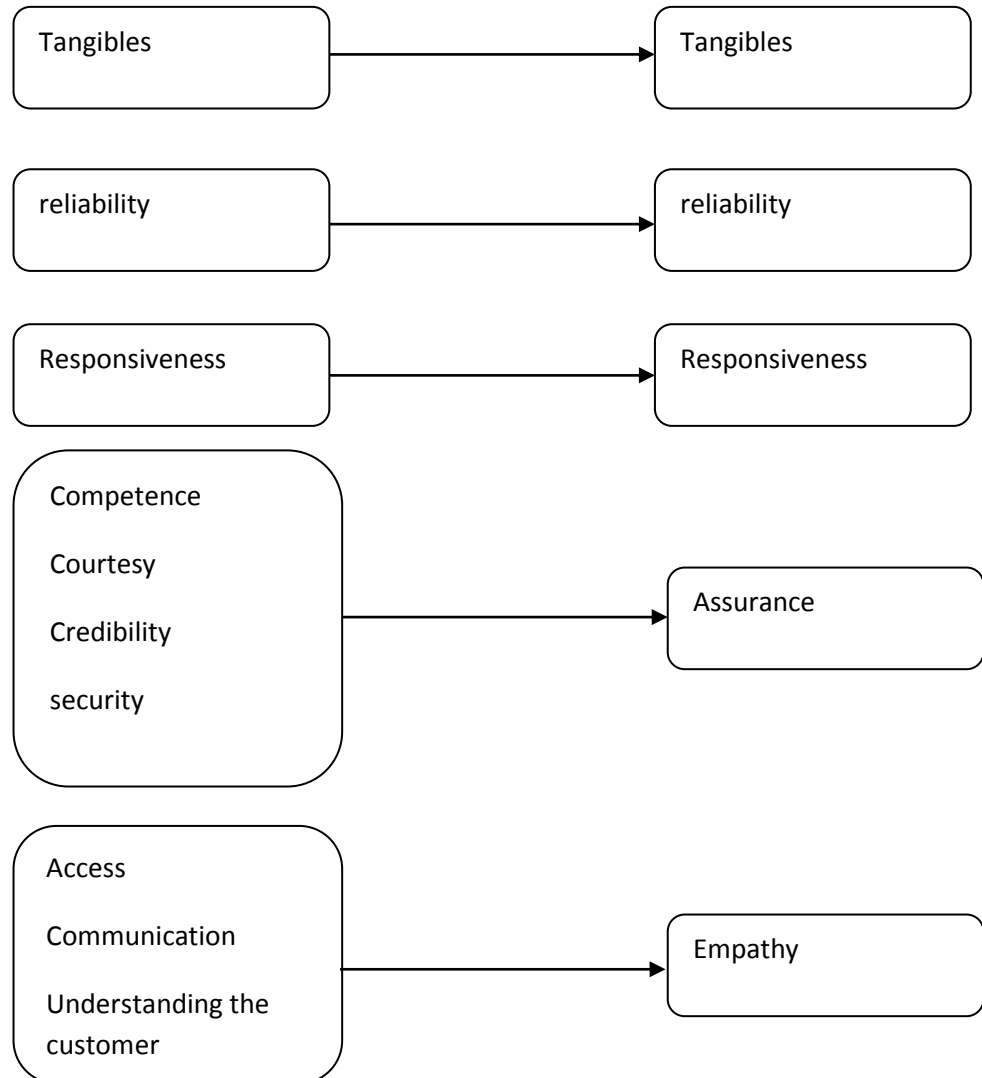 Tangibles
Tangibles
reliability
reliability
Responsiveness
Responsiveness
Competence
Courtesy
Credibility
security
Assurance
Access
Communication
Understanding the
customer
Empathy